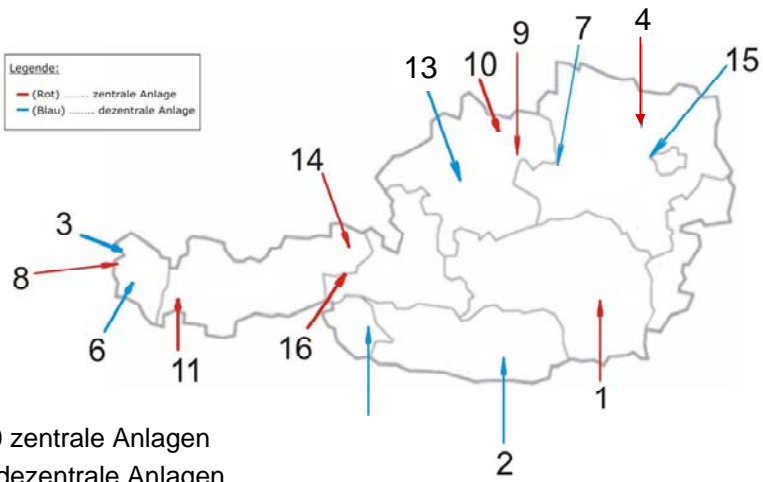 4
9
7
10
15
13
Legende:
(Rot) ........ zentrale Anlage
(Blau) ........ dezentrale Anlage
14
3
8
6
11
16
1
zentrale Anlagen
2
dezentrale Anlagen